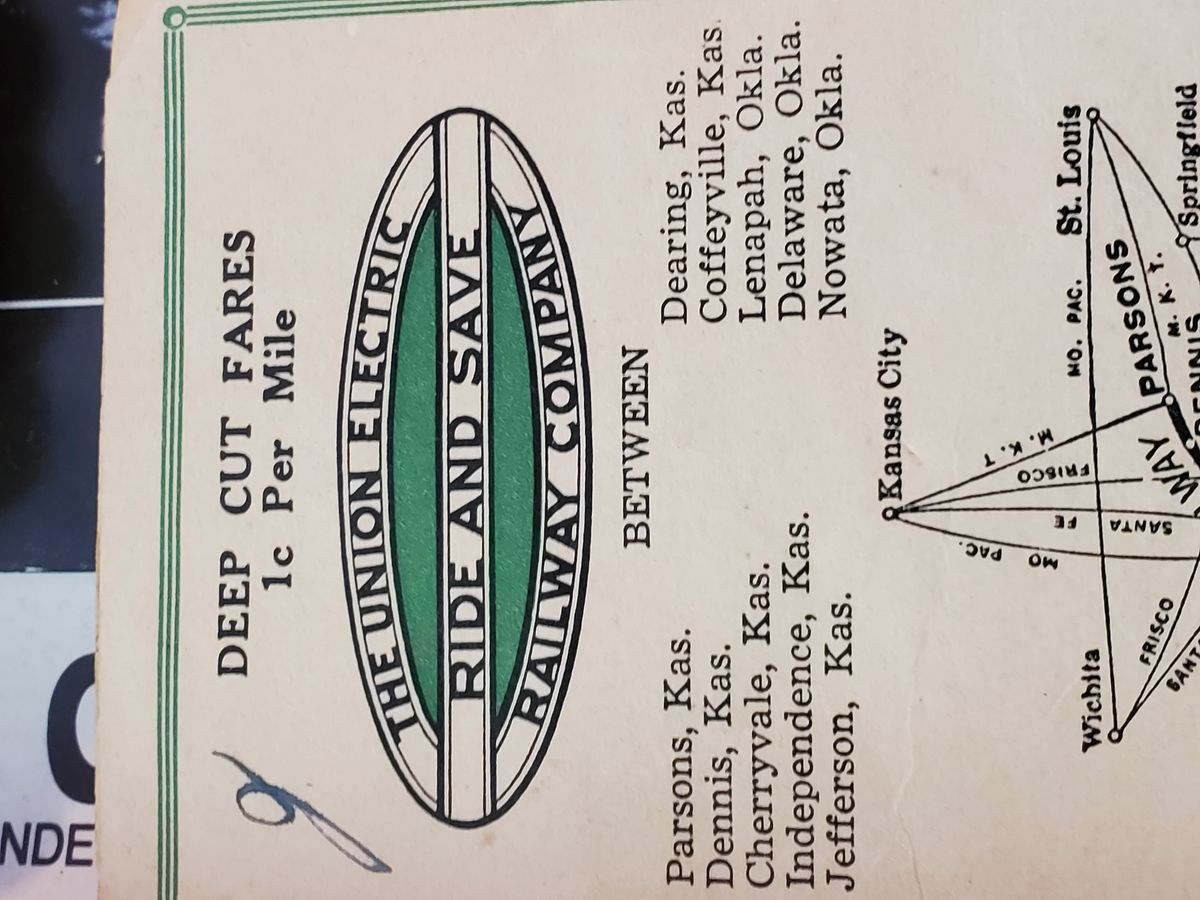 DEEP CUT FARES
1c Per Mile
THE UNION ELECTRIC
RIDE AND SAVE
RAILWAY COMPANY
BETWEEN
Parsons, Kas.
Dennis, Kas.
Cherryvale, Kas.
Independence, Kas.
Jefferson, Kas.
Dearing, Kas.
Coffeyville, Kas.
Lenapah, Okla.
Delaware, Okla.
Nowata, Okla.
Kansas City
St. Louis
MO. PAC.
Wichita
M. K. T
FRISCO
SANTA FE
MO PAC.
PARSONS
M. K. T.
Springfield
WAY
FRISCO
NDE